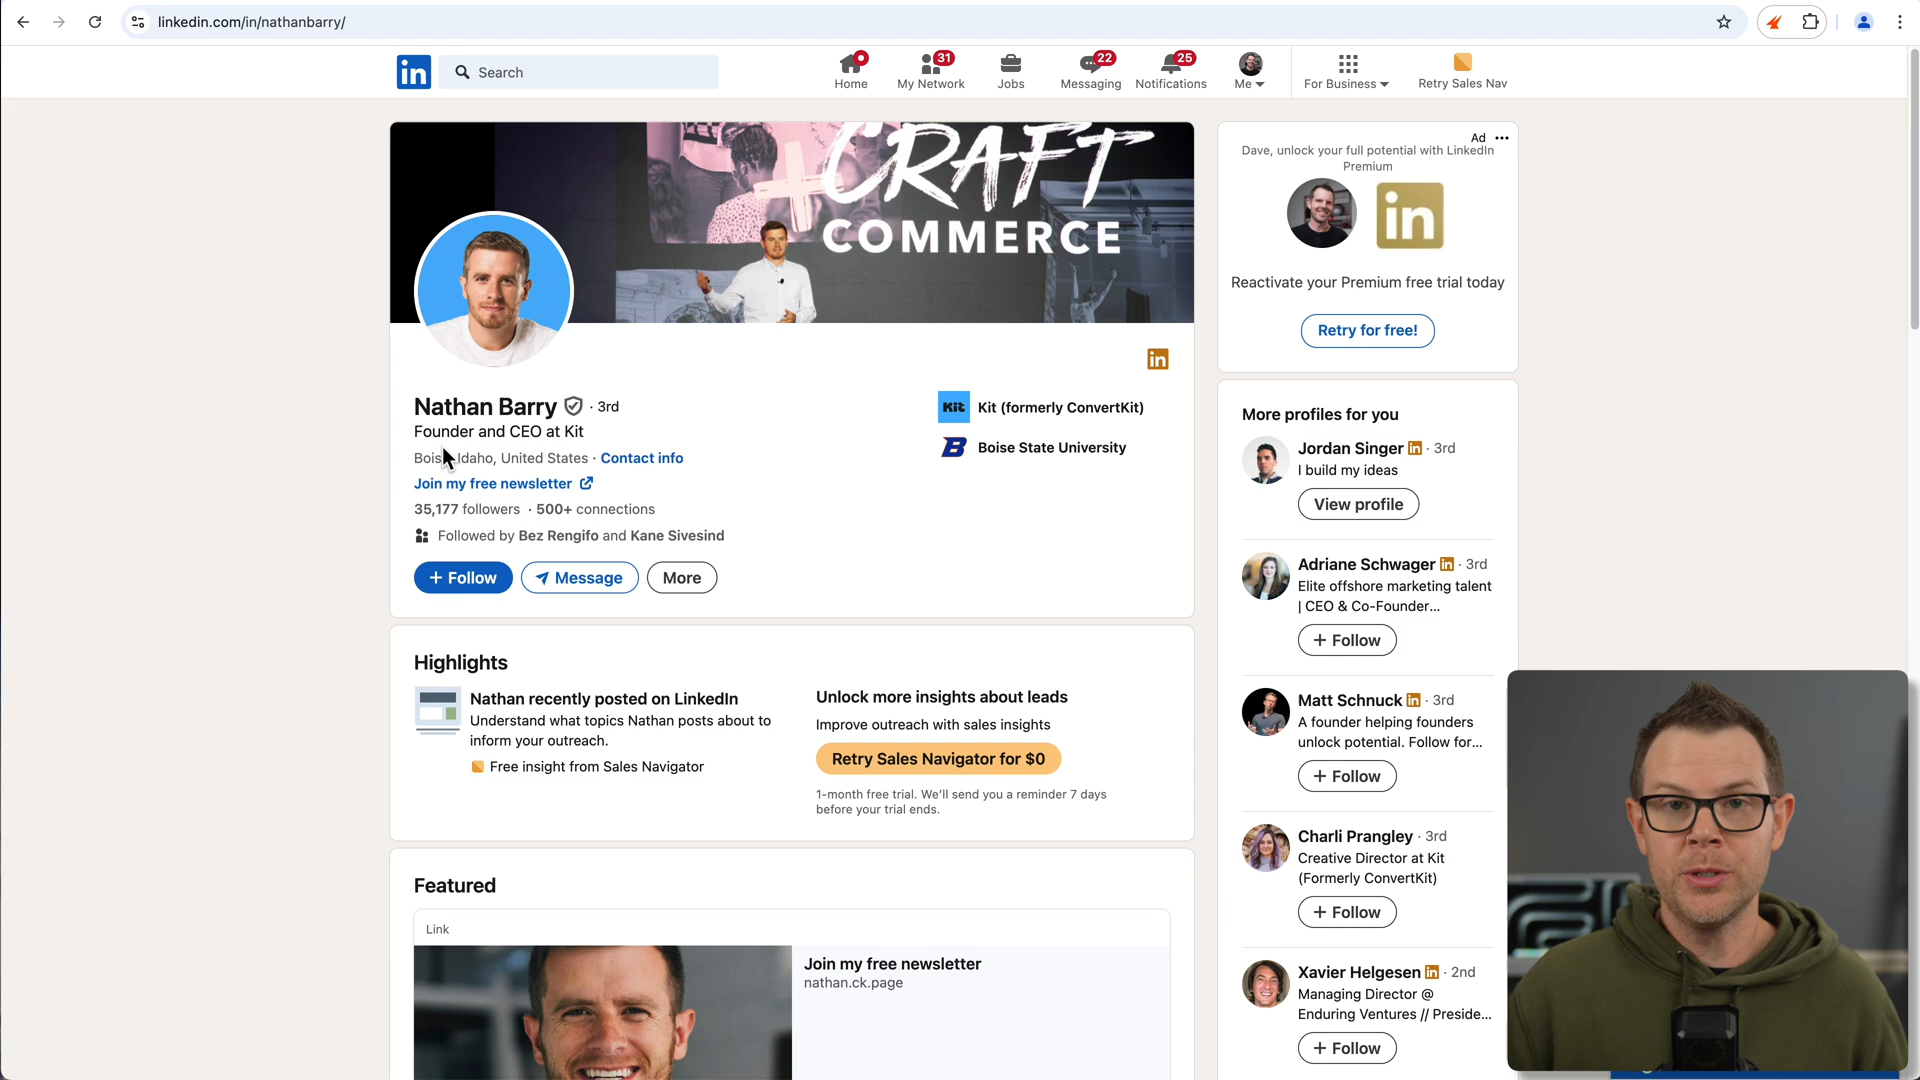 linkedin.com/in/nathanbarry/
in
Search
Home
31
My Network
Jobs
22
Messaging
25
Notifications
Me
For Business
Retry Sales Nav
CRAFT
+
COMMERCE
in
Nathan Barry · 3rd
Founder and CEO at Kit
Boise, Idaho, United States · Contact info
Join my free newsletter
35,177 followers · 500+ connections
Followed by Bez Rengifo and Kane Sivesind
+ Follow
Message
More
Kit
Kit (formerly ConvertKit)
B
Boise State University
Highlights
Nathan recently posted on LinkedIn
Understand what topics Nathan posts about to
inform your outreach.
Free insight from Sales Navigator
Unlock more insights about leads
Improve outreach with sales insights
Retry Sales Navigator for $0
1-month free trial. We'll send you a reminder 7 days
before your trial ends.
Featured
Link
Join my free newsletter
nathan.ck.page
Ad
Dave, unlock your full potential with LinkedIn
Premium
in
Reactivate your Premium free trial today
Retry for free!
More profiles for you
Jordan Singer in · 3rd
I build my ideas
View profile
Adriane Schwager in · 3rd
Elite offshore marketing talent
| CEO & Co-Founder...
+ Follow
Matt Schnuck in · 3rd
A founder helping founders
unlock potential. Follow for...
+ Follow
Charli Prangley · 3rd
Creative Director at Kit
(Formerly ConvertKit)
+ Follow
Xavier Helgesen in · 2nd
Managing Director @
Enduring Ventures // Preside...
+ Follow